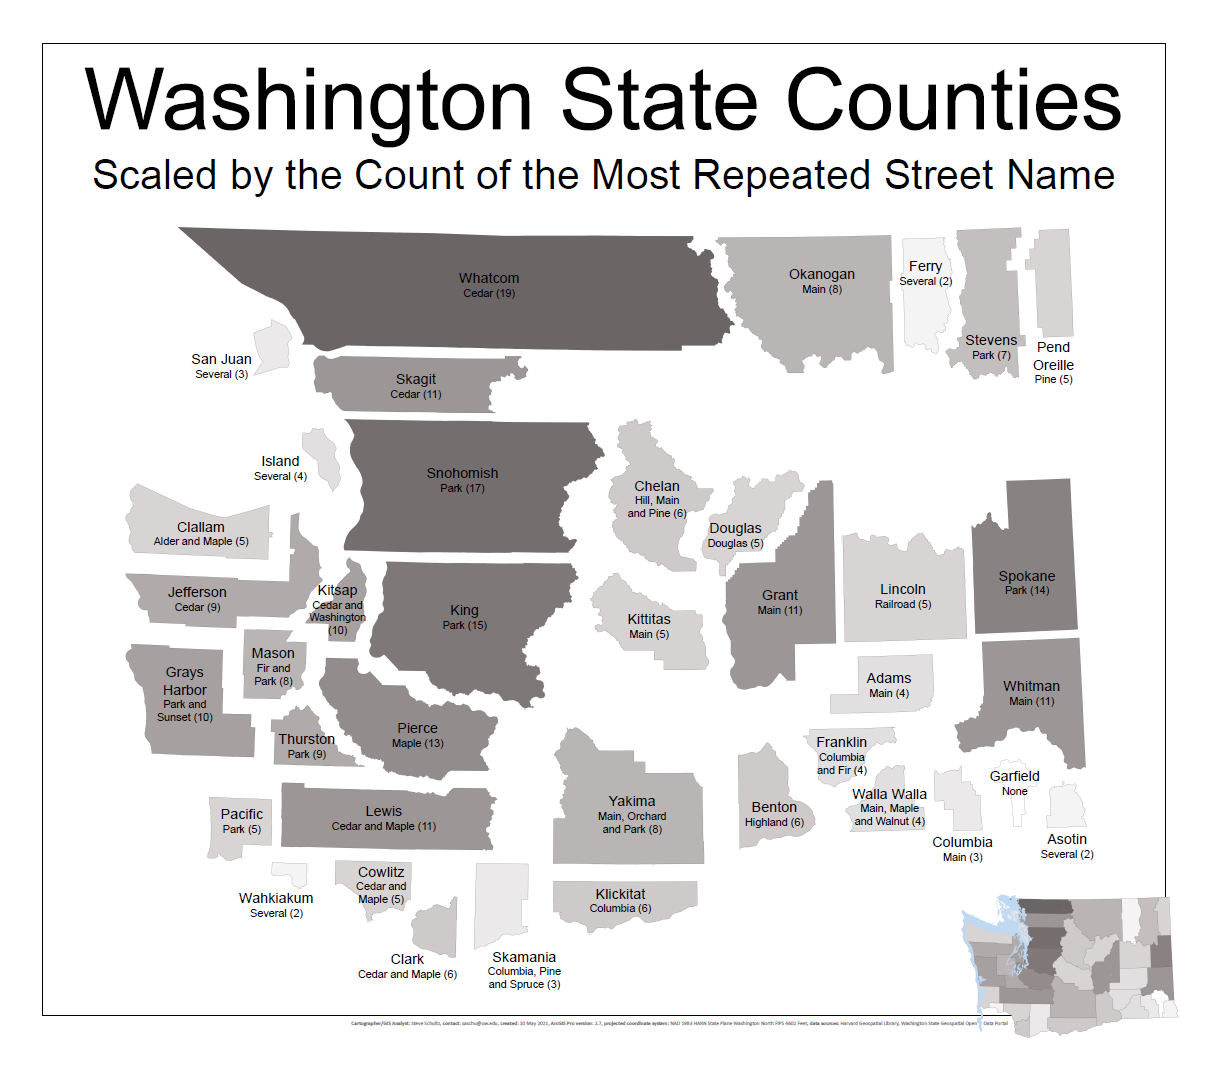 Washington State Counties
Scaled by the Count of the Most Repeated Street Name
Whatcom
Cedar (19)
Okanogan
Main (8)
Ferry
Several (2)
Stevens
Park (7)
Pend
Oreille
Pine (5)
San Juan
Several (3)
Skagit
Cedar (11)
Island
Several (4)
Snohomish
Park (17)
Chelan
Hill, Main
and Pine (6)
Douglas
Douglas (5)
Clallam
Alder and Maple (5)
Jefferson
Cedar (9)
Kitsap
Cedar and
Washington
(10)
King
Park (15)
Kittitas
Main (5)
Grant
Main (11)
Lincoln
Railroad (5)
Spokane
Park (14)
Mason
Fir and
Park (8)
Grays
Harbor
Park and
Sunset (10)
Thurston
Park (9)
Pierce
Maple (13)
Adams
Main (4)
Whitman
Main (11)
Franklin
Columbia
and Fir (4)
Pacific
Park (5)
Lewis
Cedar and Maple (11)
Yakima
Main, Orchard
and Park (8)
Benton
Highland (6)
Walla Walla
Main, Maple
and Walnut (4)
Garfield
None
Columbia
Main (3)
Asotin
Several (2)
Wahkiakum
Several (2)
Cowlitz
Cedar and
Maple (5)
Clark
Cedar and Maple (6)
Skamania
Columbia, Pine
and Spruce (3)
Klickitat
Columbia (6)
Cartographer/GIS Analyst: Steve Schultz, contact: saschu@uw.edu, created: 10 May 2021, ArcGIS Pro version: 2.7, projected coordinate system: NAD 1983 HARN State Plane Washington North FIPS 4601 Feet, data sources: Harvard Geospatial Library, Washington State Geospatial Open Data Portal